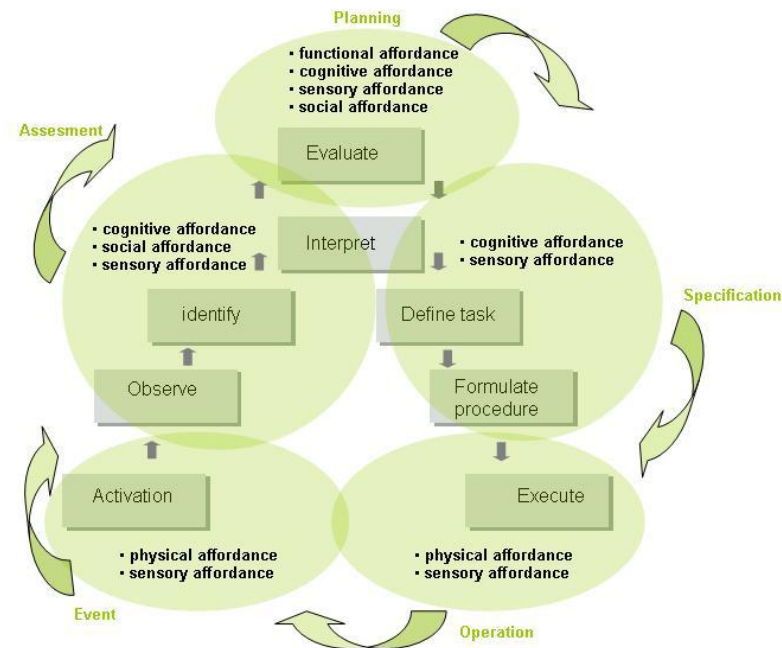 Planning
▪ functional affordance
▪ cognitive affordance
▪ sensory affordance
▪ social affordance
Evaluate
Assesment
▪ cognitive affordance
▪ social affordance
▪ sensory affordance
Interpret
▪ cognitive affordance
▪ sensory affordance
Specification
identify
Define task
Observe
Formulate
procedure
Activation
Execute
▪ physical affordance
▪ sensory affordance
▪ physical affordance
▪ sensory affordance
Event
Operation